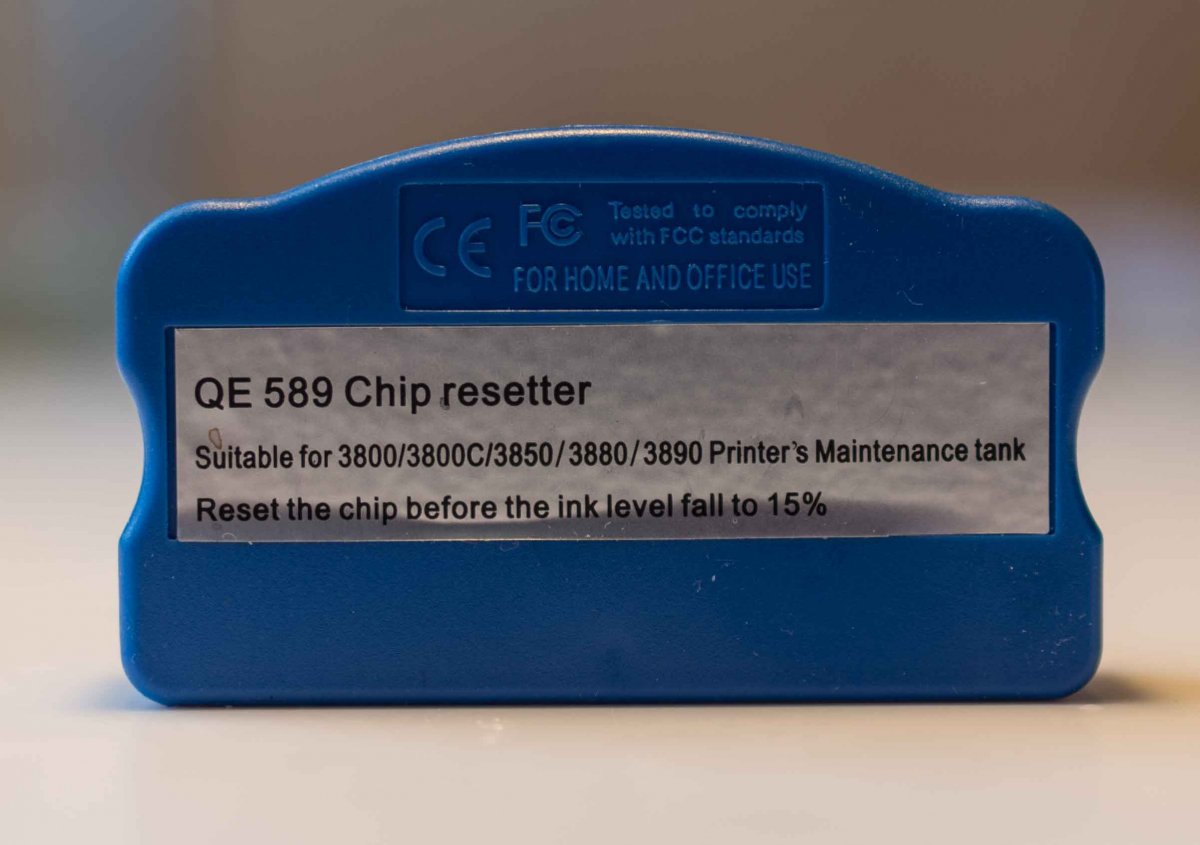 CE FC Tested to comply
with FCC standards
FOR HOME AND OFFICE USE
QE 589 Chip resetter
Suitable for 3800/3800C/3850/3880/3890 Printer's Maintenance tank
Reset the chip before the ink level fall to 15%